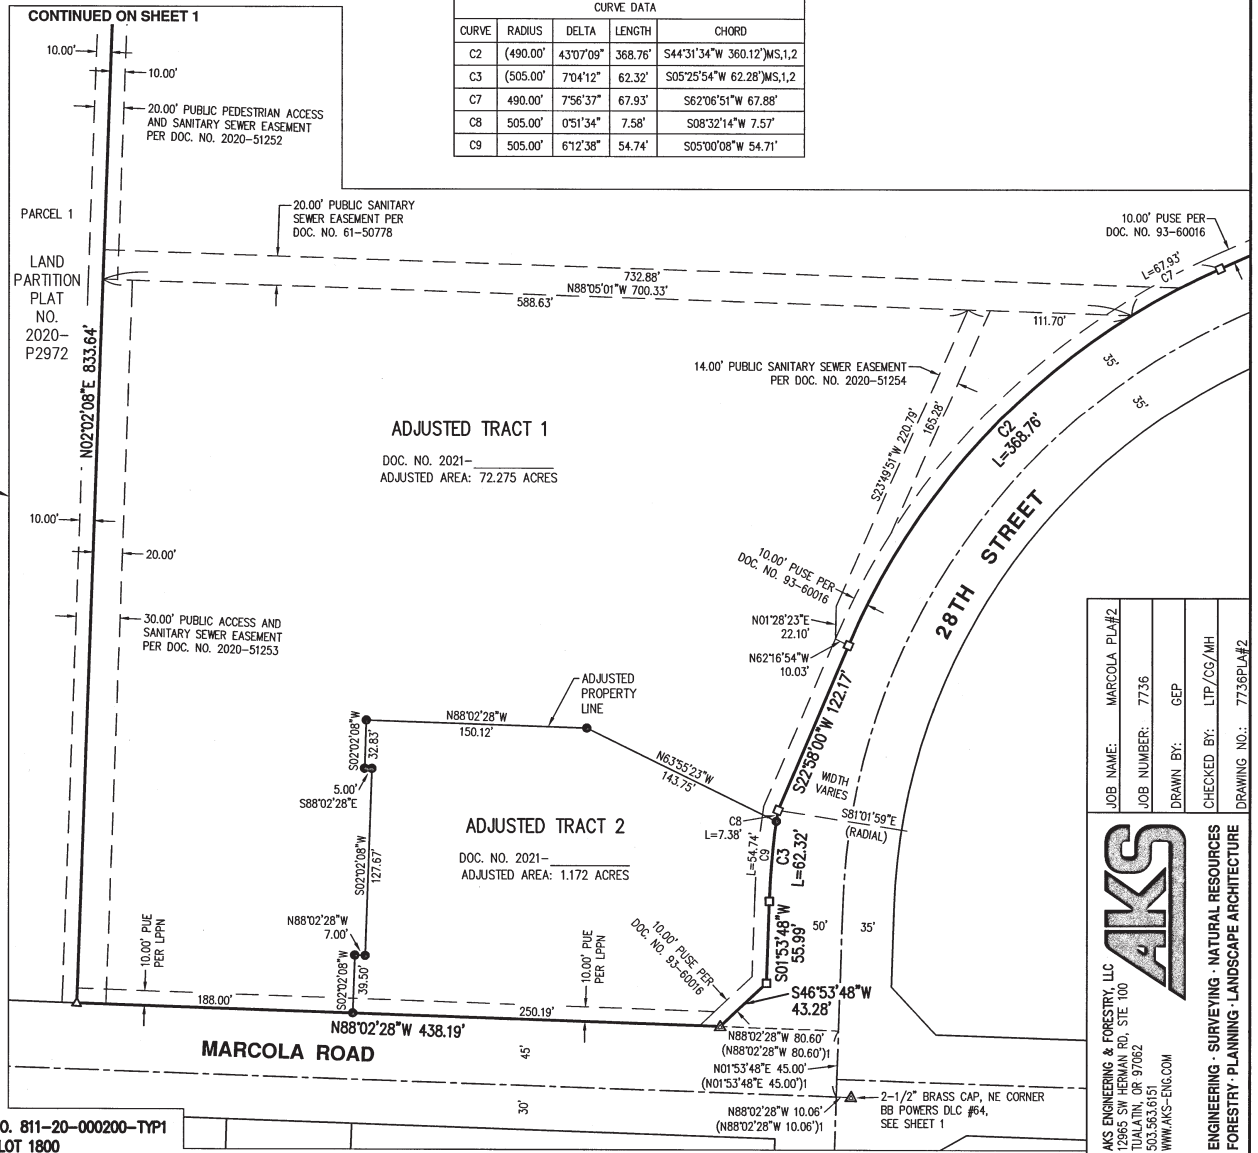 CONTINUED ON SHEET 1
10.00'
10.00'
20.00' PUBLIC PEDESTRIAN ACCESS
AND SANITARY SEWER EASEMENT
PER DOC. NO. 2020-51252
CURVE DATA
CURVE RADIUS DELTA LENGTH CHORD
C2 (490.00' 43°07'09" 368.76' S44°31'34"W 360.12')MS,1,2
C3 (505.00' 7°04'12" 62.32' S05°25'54"W 62.28')MS,1,2
C7 490.00' 7°56'37" 67.93' S62°06'51"W 67.88'
C8 505.00' 0°51'34" 7.58' S08°32'14"W 7.57'
C9 505.00' 6°12'38" 54.74' S05°00'08"W 54.71'
PARCEL 1
LAND
PARTITION
PLAT
NO.
2020-
P2972
N02°02'08"E 833.64'
20.00' PUBLIC SANITARY
SEWER EASEMENT PER
DOC. NO. 61-50778
10.00' PUSE PER
DOC. NO. 93-60016
L=67.93'
C7
732.88'
N88°05'01"W 700.33'
588.63'
111.70'
14.00' PUBLIC SANITARY SEWER EASEMENT
PER DOC. NO. 2020-51254
S23°49'51"W 220.79'
165.28'
35'
35'
C2
L=368.76'
28TH STREET
ADJUSTED TRACT 1
DOC. NO. 2021-__________
ADJUSTED AREA: 72.275 ACRES
10.00'
20.00'
30.00' PUBLIC ACCESS AND
SANITARY SEWER EASEMENT
PER DOC. NO. 2020-51253
10.00' PUSE PER
DOC. NO. 93-60016
N01°28'23"E
22.10'
N62°16'54"W
10.03'
S22°58'00"W 122.17'
WIDTH
VARIES
ADJUSTED
PROPERTY
LINE
N88°02'28"W
150.12'
S02°02'08"W
32.83'
5.00'
S88°02'28"E
N63°55'23"W
143.75'
C8
L=7.38'
S81°01'59"E
(RADIAL)
L=54.74'
C9
C3
L=62.32'
ADJUSTED TRACT 2
DOC. NO. 2021-__________
ADJUSTED AREA: 1.172 ACRES
S02°02'08"W
127.67'
N88°02'28"W
7.00'
S02°02'08"W
39.50'
10.00' PUE
PER LPPN
10.00' PUE
PER LPPN
10.00' PUSE PER
DOC. NO. 93-60016
S01°53'48"W
55.99'
50'
35'
S46°53'48"W
43.28'
188.00'
250.19'
N88°02'28"W 438.19'
MARCOLA ROAD
45'
30'
N88°02'28"W 80.60'
(N88°02'28"W 80.60')1
N01°53'48"E 45.00'
(N01°53'48"E 45.00')1
N88°02'28"W 10.06'
(N88°02'28"W 10.06')1
2-1/2" BRASS CAP, NE CORNER
BB POWERS DLC #64,
SEE SHEET 1
O. 811-20-000200-TYP1
LOT 1800
JOB NAME: MARCOLA PLA#2
JOB NUMBER: 7736
DRAWN BY: GEP
CHECKED BY: LTP/CG/MH
DRAWING NO.: 7736PLA#2
AKS
AKS ENGINEERING & FORESTRY, LLC
12965 SW HERMAN RD, STE 100
TUALATIN, OR 97062
503.563.6151
WWW.AKS-ENG.COM
ENGINEERING · SURVEYING · NATURAL RESOURCES
FORESTRY · PLANNING · LANDSCAPE ARCHITECTURE